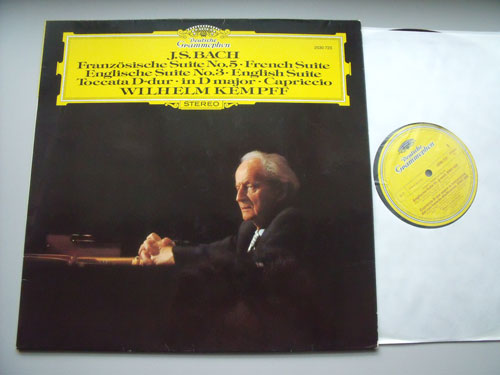 Deutsche
Grammophon
2530 723
J.S. BACH
Französische Suite No.5 · French Suite
Englische Suite No.3 · English Suite
Toccata D-dur · in D major · Capriccio
WILHELM KEMPFF
STEREO
Deutsche
Grammophon